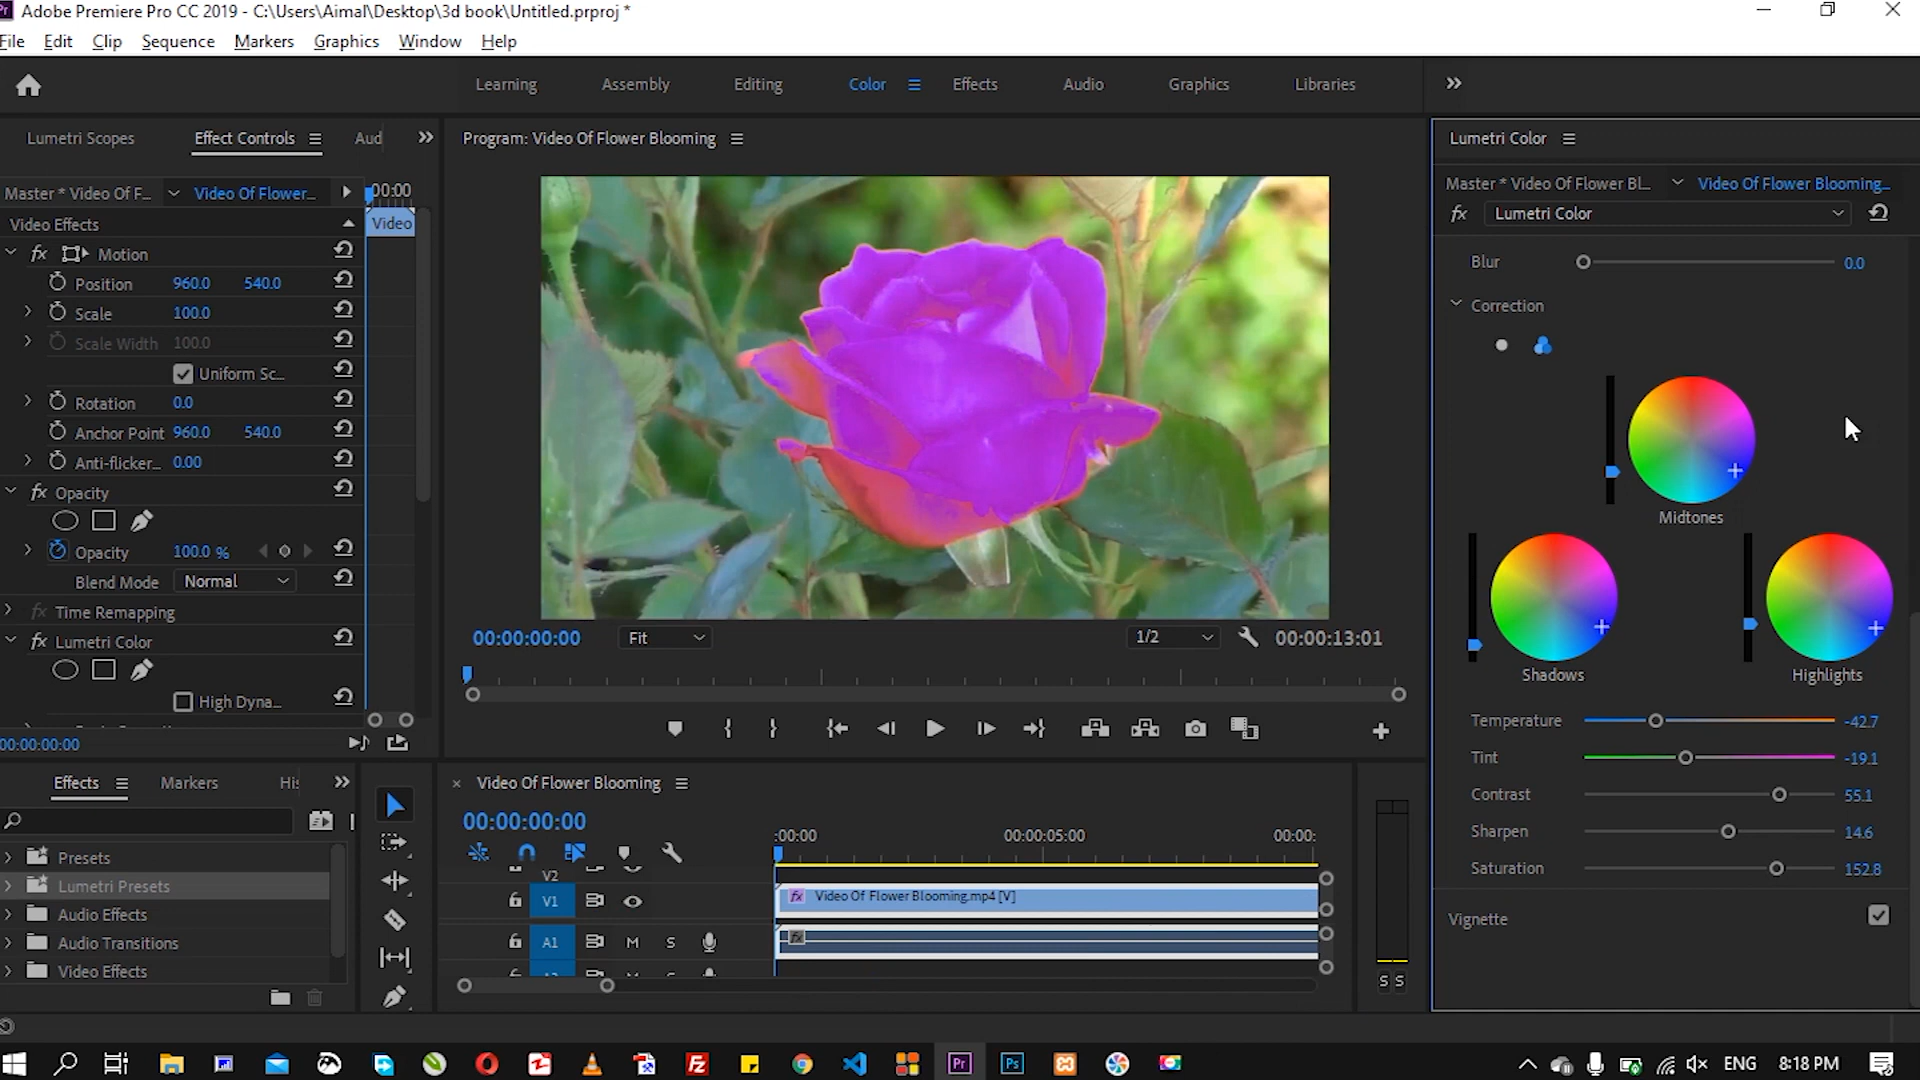 Adobe Premiere Pro CC 2019 - C:\Users\Aimal\Desktop\3d book\Untitled.prproj *
File Edit Clip Sequence Markers Graphics Window Help
Learning Assembly Editing Color Effects Audio Graphics Libraries
Lumetri Scopes Effect Controls Aud
Program: Video Of Flower Blooming
Lumetri Color
Master * Video Of F... Video Of Flower... 00:00
Master * Video Of Flower Bl... Video Of Flower Blooming...
fx Lumetri Color
Video Effects Video
fx Motion
Position 960.0 540.0
Scale 100.0
Scale Width 100.0
Uniform Sc...
Rotation 0.0
Anchor Point 960.0 540.0
Anti-flicker... 0.00
fx Opacity
Opacity 100.0 %
Blend Mode Normal
fx Time Remapping
fx Lumetri Color
High Dyna...
00:00:00:00
00:00:00:00 Fit 1/2 00:00:13:01
Blur 0.0
Correction
Midtones
Shadows Highlights
Temperature -42.7
Tint -19.1
Contrast 55.1
Sharpen 14.6
Saturation 152.8
Vignette
Effects Markers His
Presets
Lumetri Presets
Audio Effects
Audio Transitions
Video Effects
× Video Of Flower Blooming
00:00:00:00
:00:00 00:00:05:00 00:00:
V2
V1 fx Video Of Flower Blooming.mp4 [V]
A1 M S fx
S S
Pr Ps ENG 8:18 PM